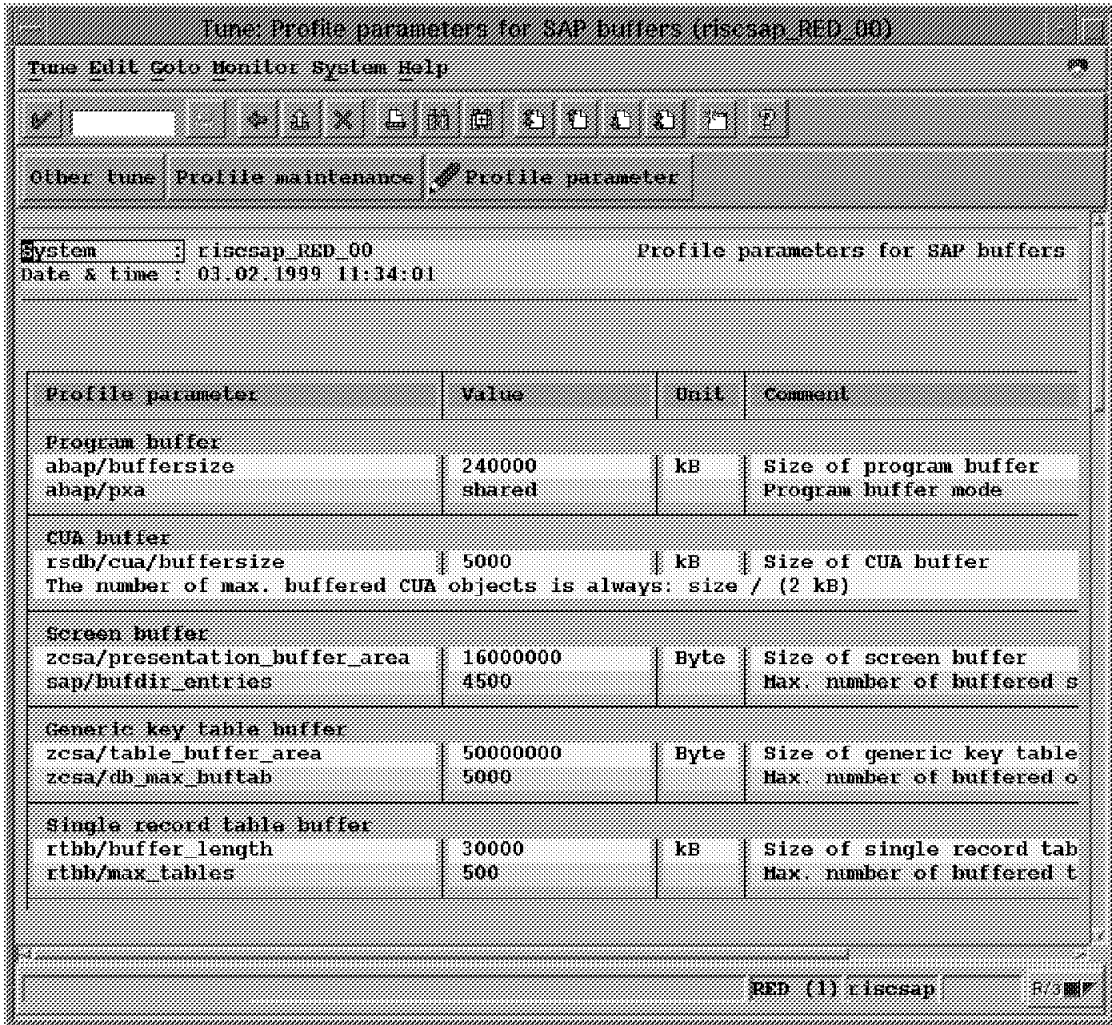 Tune: Profile parameters for SAP buffers (riscsap_RED_00)
Tune Edit Goto Monitor System Help
Other tune Profile maintenance Profile parameter
System : riscsap_RED_00 Profile parameters for SAP buffers
Date & time : 03.02.1999 11:34:01
Profile parameter Value Unit Comment
Program buffer
abap/buffersize 240000 kB Size of program buffer
abap/pxa shared Program buffer mode
CUA buffer
rsdb/cua/buffersize 5000 kB Size of CUA buffer
The number of max. buffered CUA objects is always: size / (2 kB)
Screen buffer
zcsa/presentation_buffer_area 16000000 Byte Size of screen buffer
sap/bufdir_entries 4500 Max. number of buffered s
Generic key table buffer
zcsa/table_buffer_area 50000000 Byte Size of generic key table
zcsa/db_max_buftab 5000 Max. number of buffered o
Single record table buffer
rtbb/buffer_length 30000 kB Size of single record tab
rtbb/max_tables 500 Max. number of buffered t
RED (1) riscsap R/3